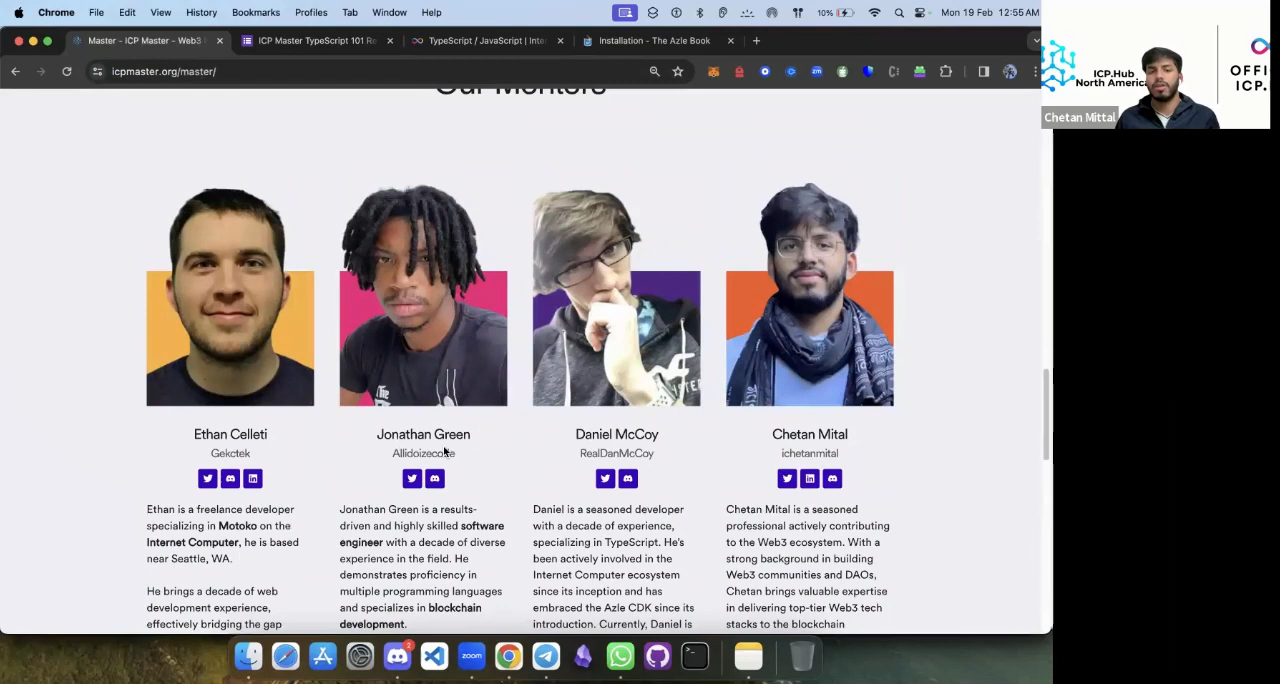 Chrome File Edit View History Bookmarks Profiles Tab Window Help 10% Mon 19 Feb 12:55 AM
Master - ICP Master - Web3 ICP Master TypeScript 101 Re TypeScript / JavaScript | Inte Installation - The Azle Book
icpmaster.org/master/
ICP.Hub
North America
OFFI
ICP.
Chetan Mittal
Our Mentors
Ethan Celleti
Gekctek
Ethan is a freelance developer
specializing in Motoko on the
Internet Computer, he is based
near Seattle, WA.
He brings a decade of web
development experience,
effectively bridging the gap
Jonathan Green
Allidoizecode
Jonathan Green is a results-
driven and highly skilled software
engineer with a decade of diverse
experience in the field. He
demonstrates proficiency in
multiple programming languages
and specializes in blockchain
development.
Daniel McCoy
RealDanMcCoy
Daniel is a seasoned developer
with a decade of experience,
specializing in TypeScript. He's
been actively involved in the
Internet Computer ecosystem
since its inception and has
embraced the Azle CDK since its
introduction. Currently, Daniel is
Chetan Mital
ichetanmital
Chetan Mital is a seasoned
professional actively contributing
to the Web3 ecosystem. With a
strong background in building
Web3 communities and DAOs,
Chetan brings valuable expertise
in delivering top-tier Web3 tech
stacks to the blockchain
2
zoom